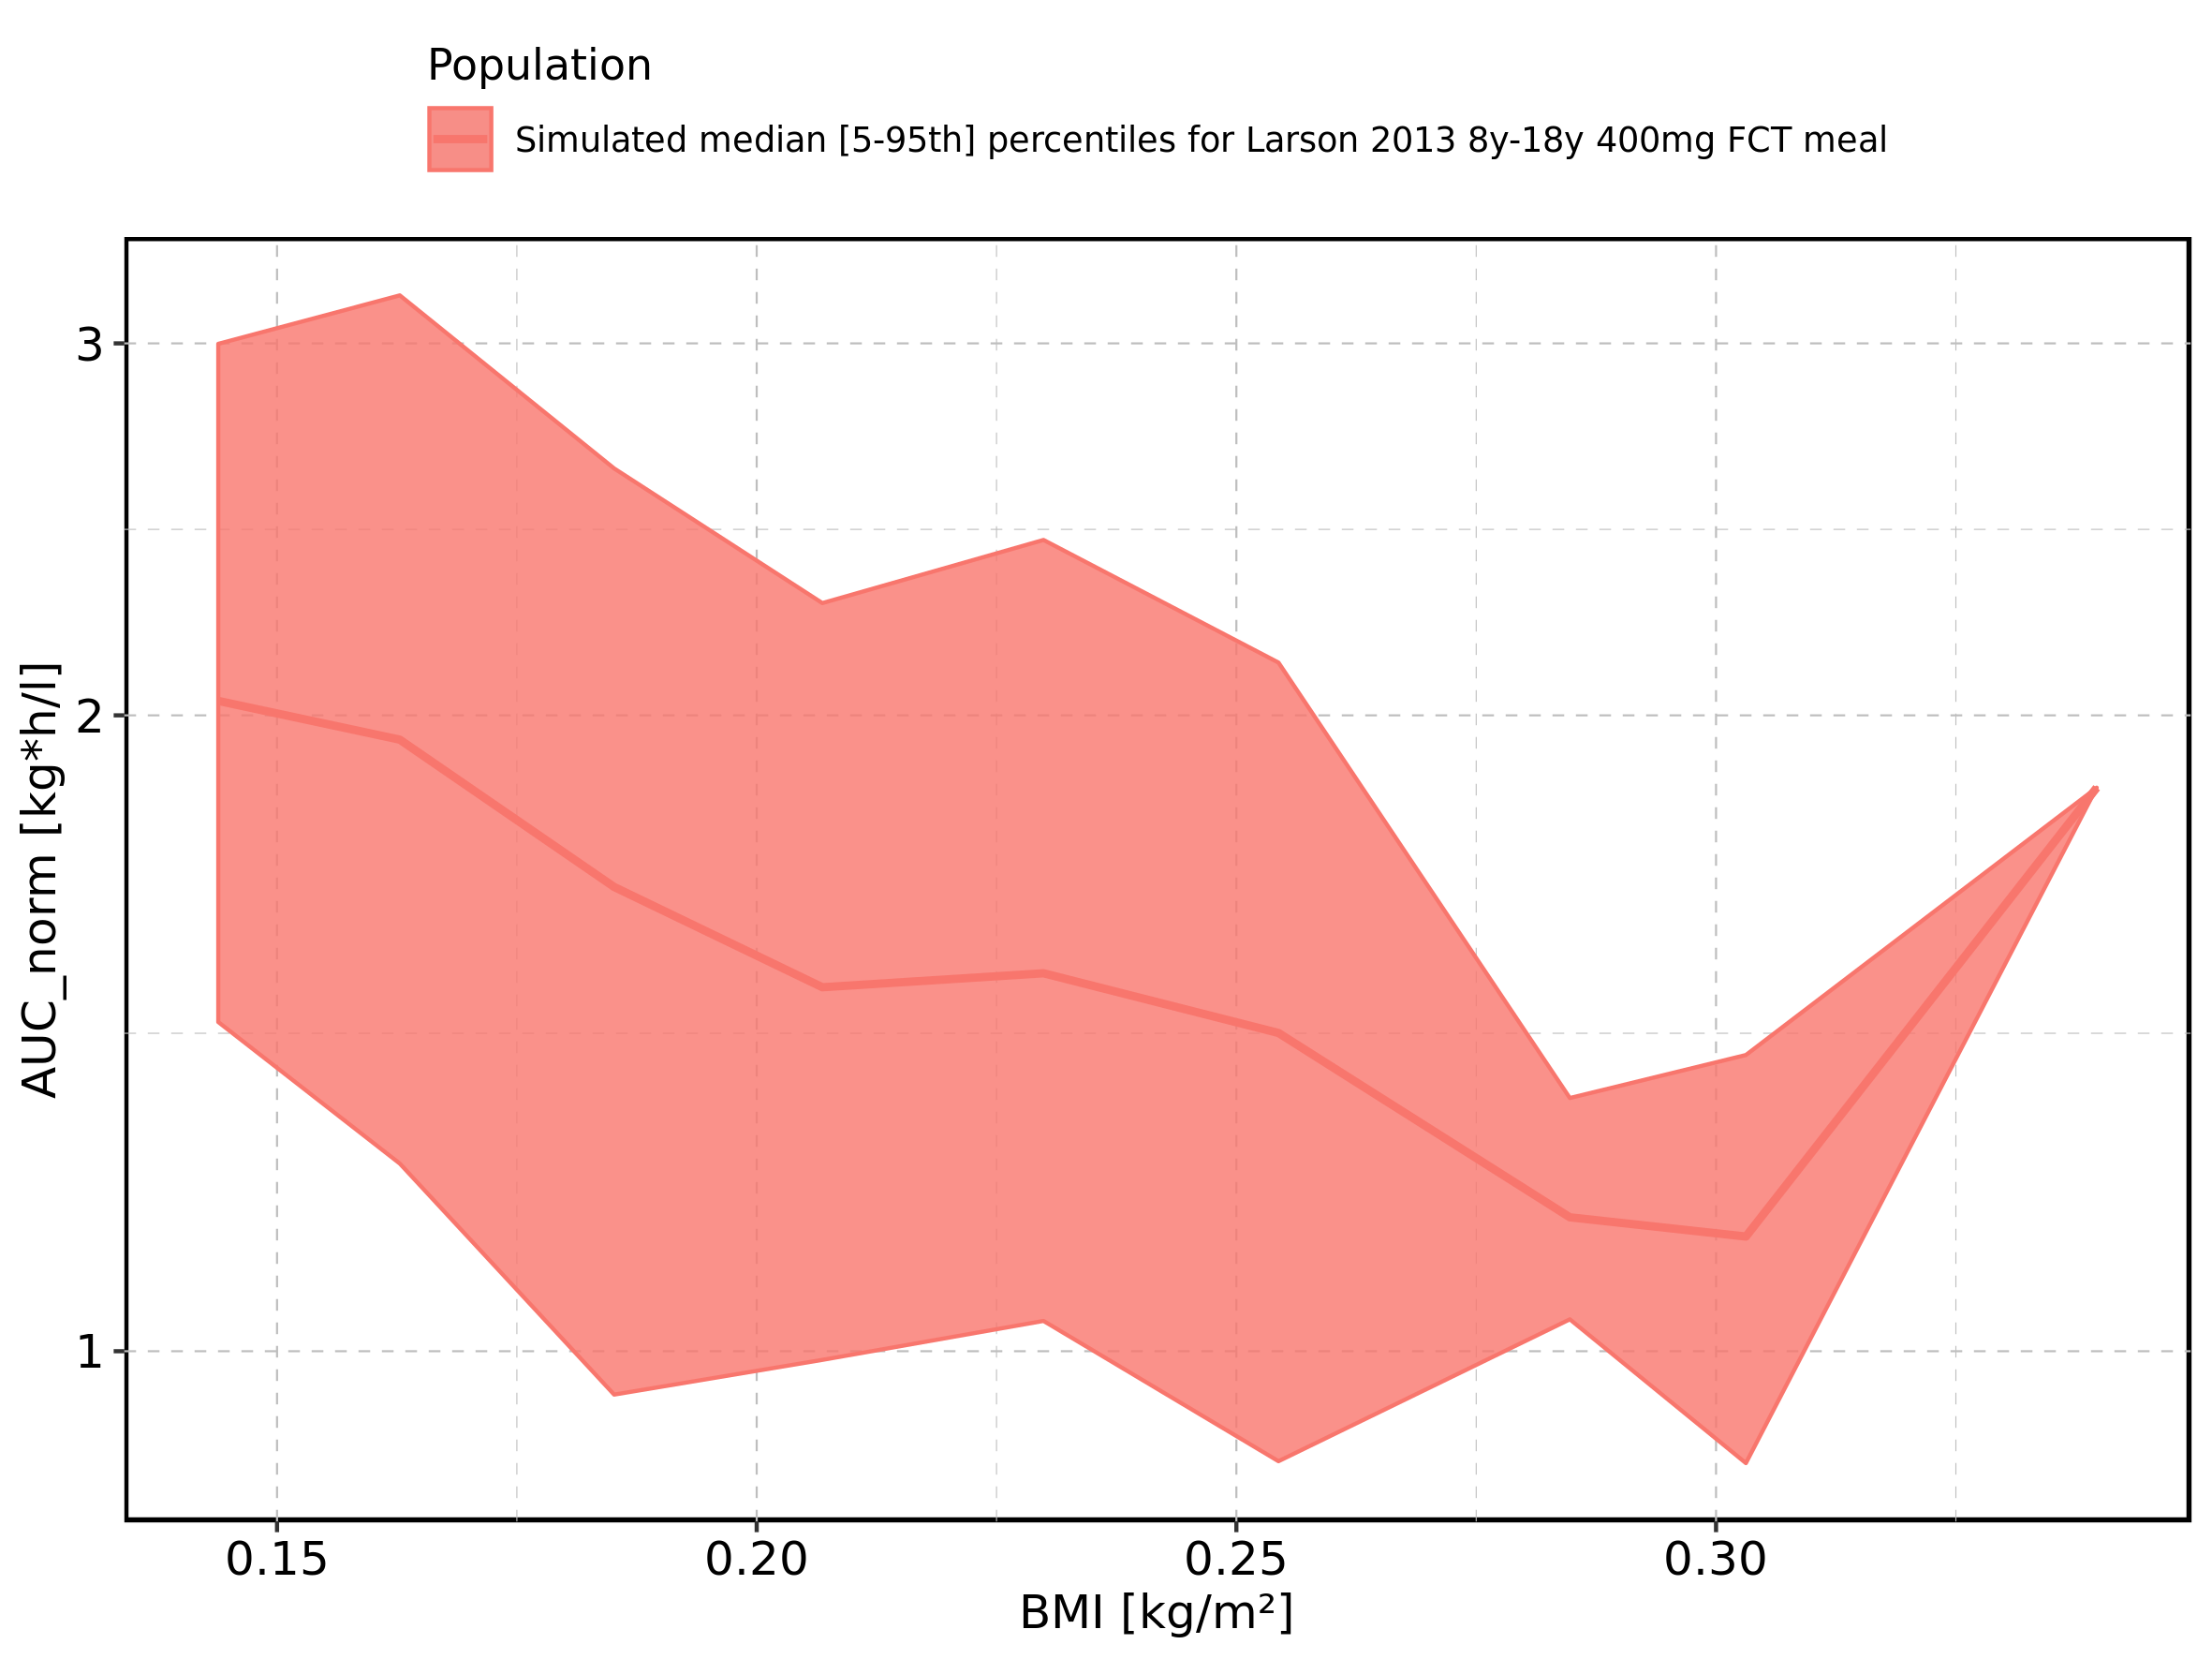 Population
Simulated median [5-95th] percentiles for Larson 2013 8y-18y 400mg FCT meal
AUC_norm [kg*h/l]
3
2
1
0.15 0.20 0.25 0.30
BMI [kg/m²]